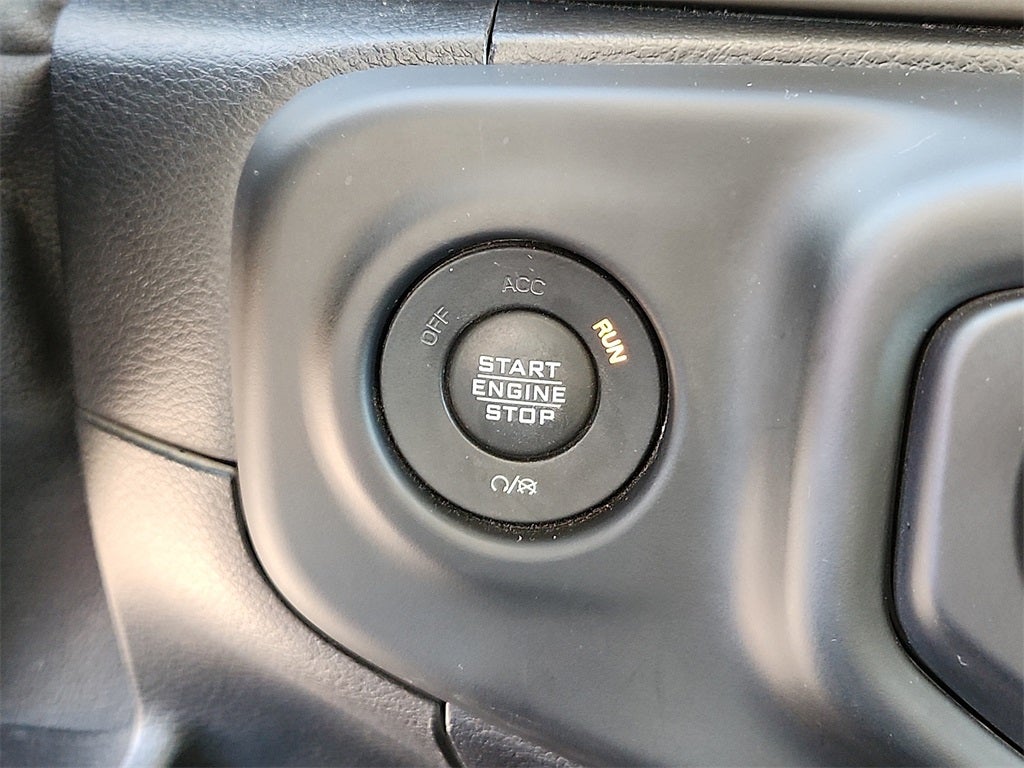 ACC
OFF
RUN
START
ENGINE
STOP